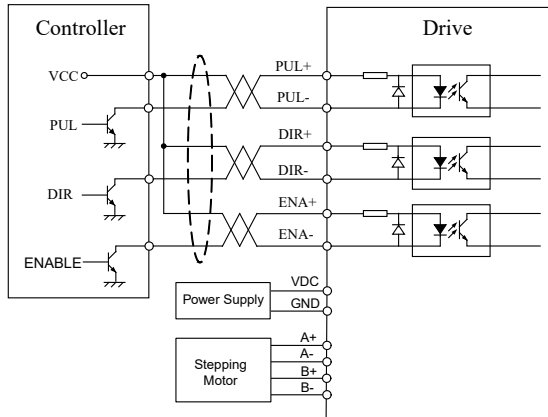 Controller
Drive
VCC
PUL+
PUL-
PUL
DIR+
DIR-
DIR
ENA+
ENA-
ENABLE
VDC
Power Supply
GND
A+
Stepping
Motor
A-
B+
B-